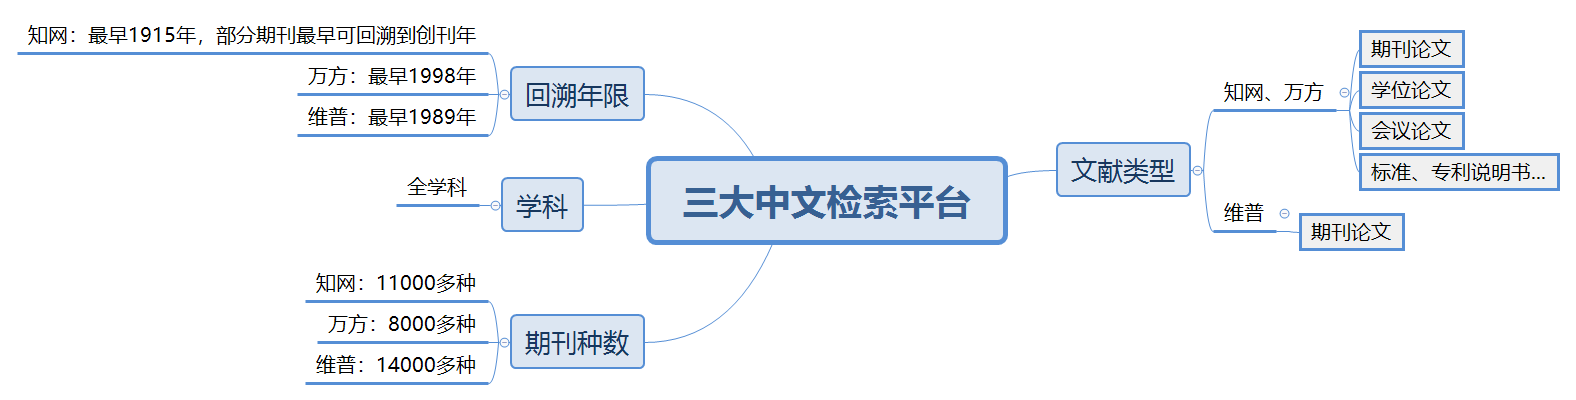 三大中文检索平台
回溯年限
知网：最早1915年，部分期刊最早可回溯到创刊年
万方：最早1998年
维普：最早1989年
学科
全学科
期刊种数
知网：11000多种
万方：8000多种
维普：14000多种
文献类型
知网、万方
期刊论文
学位论文
会议论文
标准、专利说明书...
维普
期刊论文